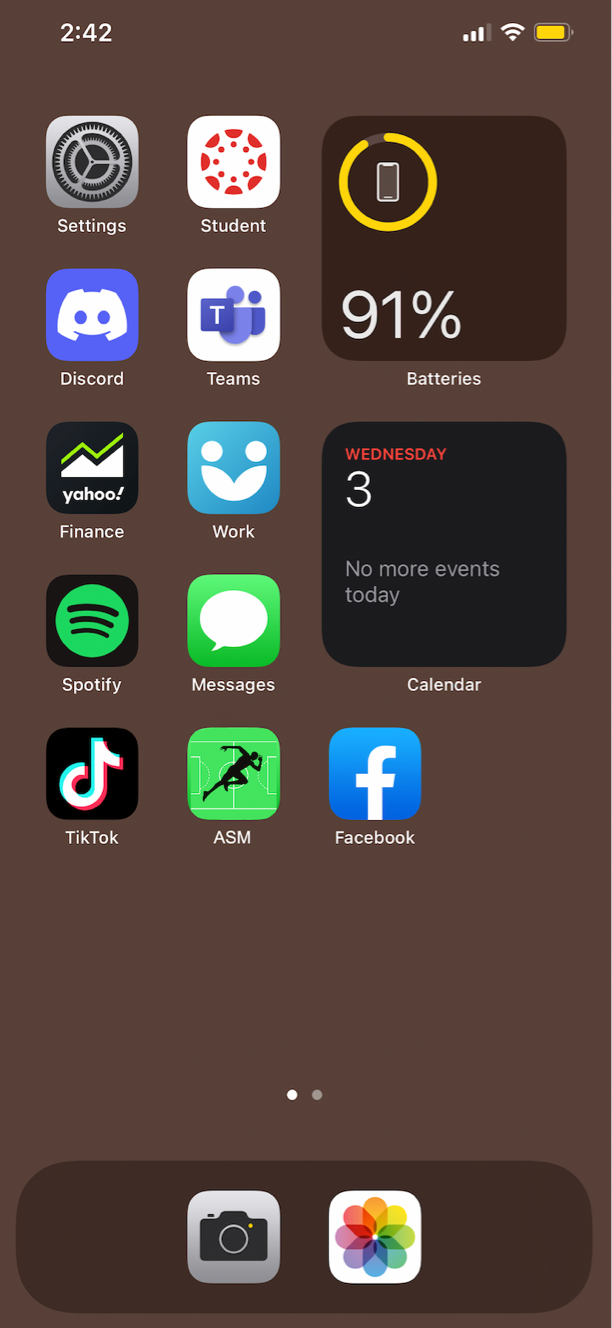 2:42
Settings
Student
91%
Batteries
Discord
T
Teams
yahoo!
Finance
Work
WEDNESDAY
3
No more events
today
Calendar
Spotify
Messages
TikTok
ASM
f
Facebook